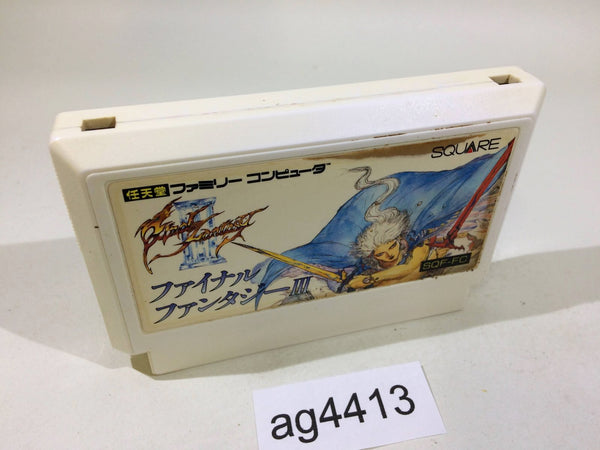 SQUARE
任天堂 ファミリー コンピュータ
FINAL FANTASY
III
ファイナル
ファンタジーIII
SQF-FC
ag4413